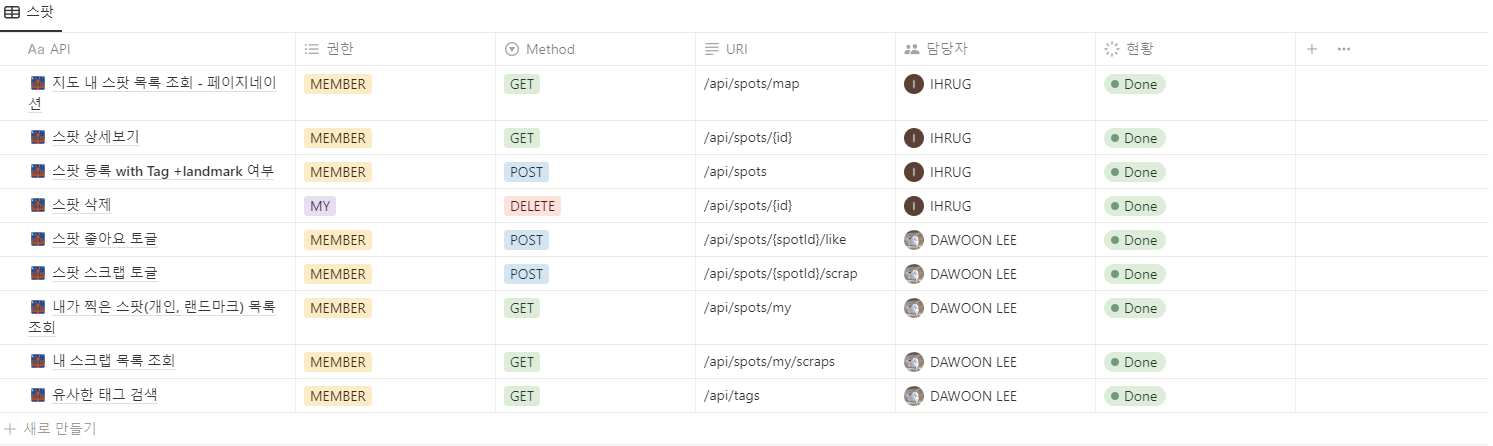 스팟
Aa API 권한 Method URI 담당자 현황
지도 내 스팟 목록 조회 - 페이지네이
션 MEMBER GET /api/spots/map I IHRUG Done
스팟 상세보기 MEMBER GET /api/spots/{id} I IHRUG Done
스팟 등록 with Tag +landmark 여부 MEMBER POST /api/spots I IHRUG Done
스팟 삭제 MY DELETE /api/spots/{id} I IHRUG Done
스팟 좋아요 토글 MEMBER POST /api/spots/{spotId}/like DAWOON LEE Done
스팟 스크랩 토글 MEMBER POST /api/spots/{spotId}/scrap DAWOON LEE Done
내가 찍은 스팟(개인, 랜드마크) 목록
조회 MEMBER GET /api/spots/my DAWOON LEE Done
내 스크랩 목록 조회 MEMBER GET /api/spots/my/scraps DAWOON LEE Done
유사한 태그 검색 MEMBER GET /api/tags DAWOON LEE Done
새로 만들기